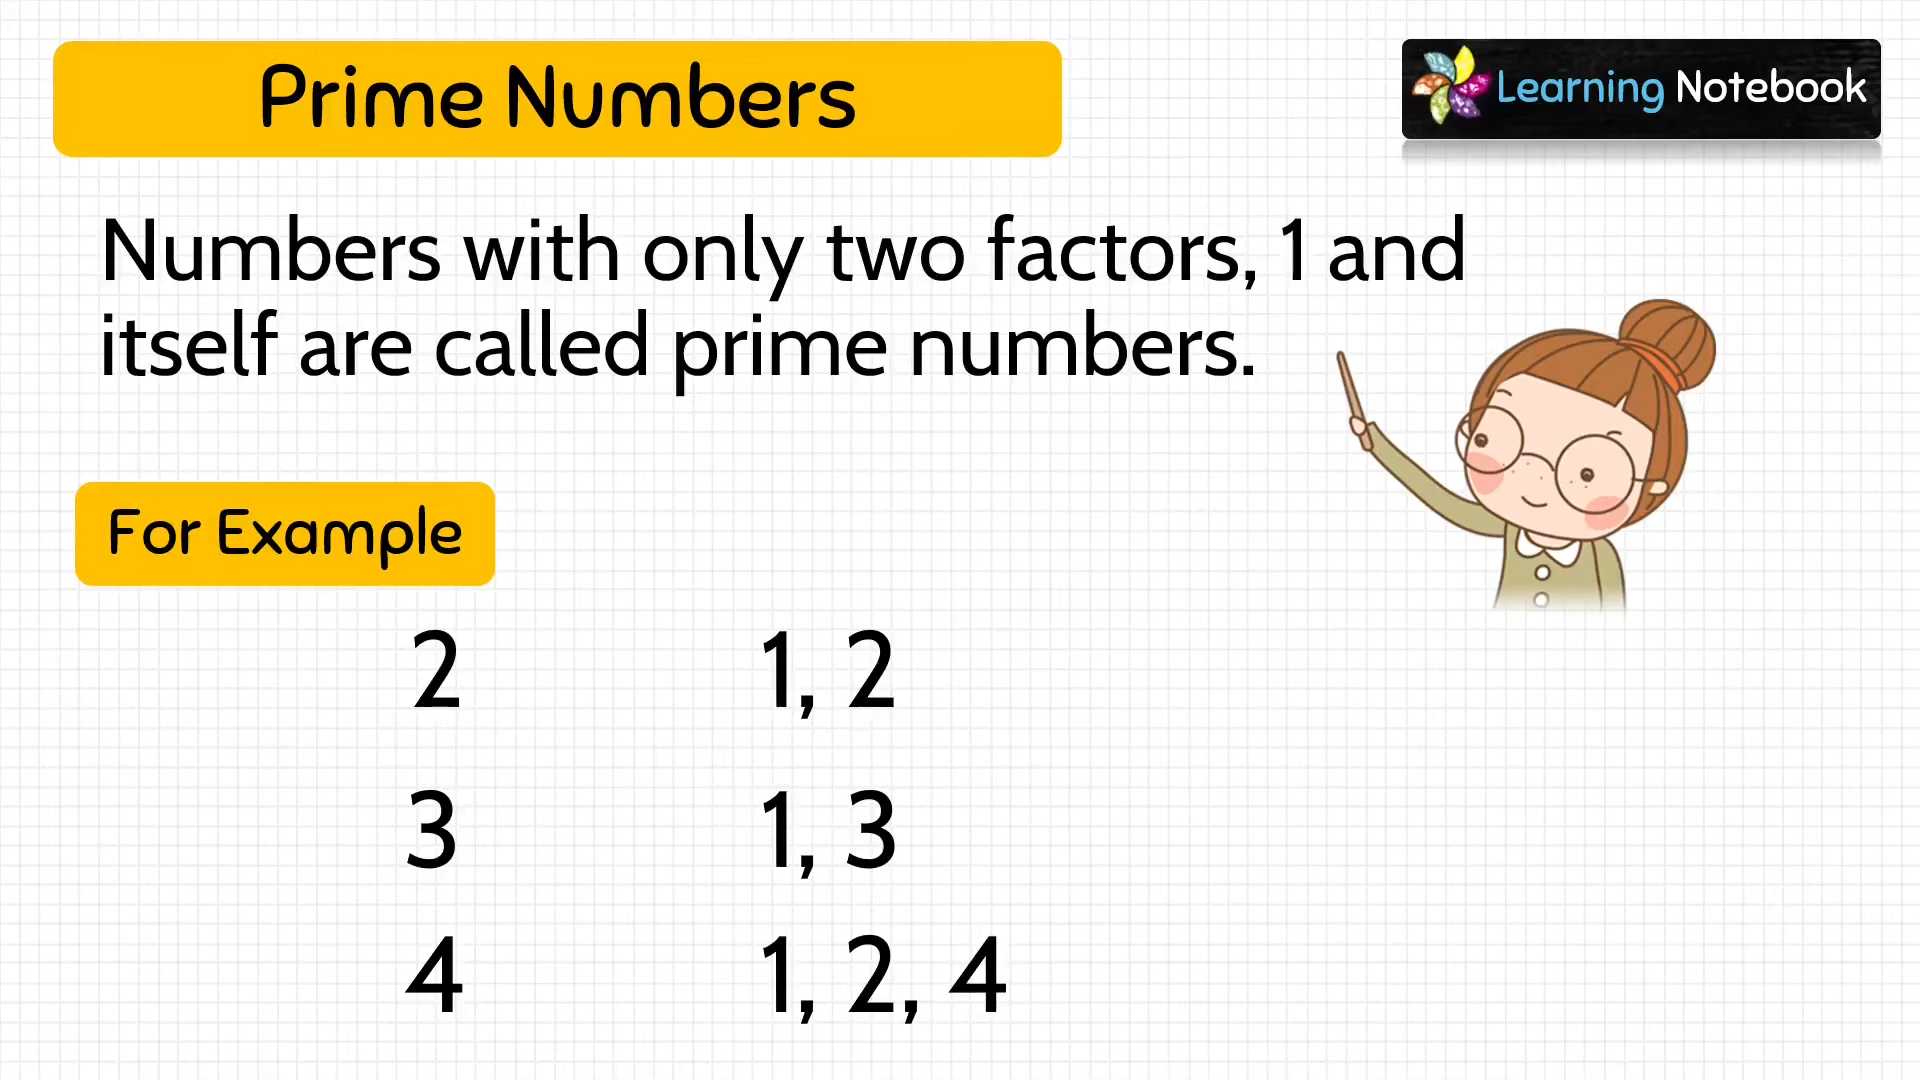 Prime Numbers
Learning Notebook
Numbers with only two factors, 1 and
itself are called prime numbers.
For Example
2 1, 2
3 1, 3
4 1, 2, 4